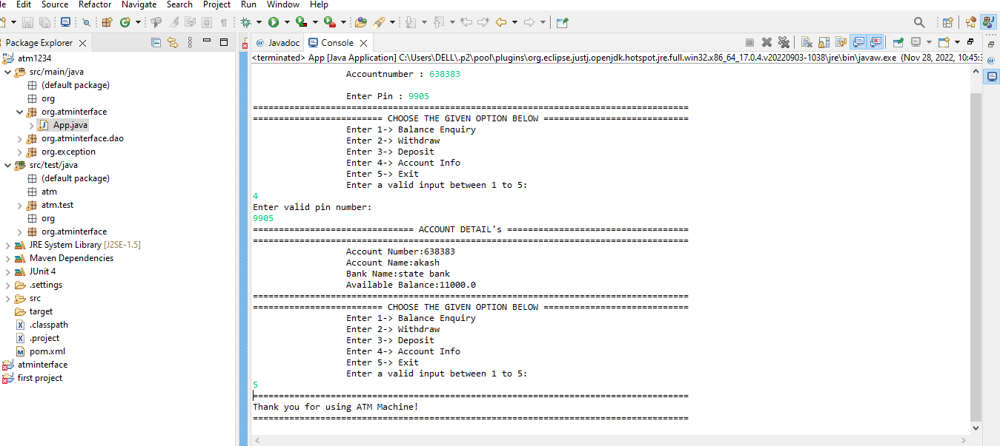 le Edit Source Refactor Navigate Search Project Run Window Help
Package Explorer
atm1234
src/main/java
(default package)
org
org.atminterface
App.java
org.atminterface.dao
org.exception
src/test/java
(default package)
atm
atm.test
org
org.atminterface
JRE System Library [J2SE-1.5]
Maven Dependencies
JUnit 4
.settings
src
target
.classpath
.project
pom.xml
atminterface
first project
@ Javadoc Console
<terminated> App [Java Application] C:\Users\DELL\.p2\pool\plugins\org.eclipse.justj.openjdk.hotspot.jre.full.win32.x86_64_17.0.4.v20220903-1038\jre\bin\javaw.exe (Nov 28, 2022, 10:45:3
Accountnumber : 638383
Enter Pin : 9905
====================================================================================
========================= CHOOSE THE GIVEN OPTION BELOW ============================
Enter 1-> Balance Enquiry
Enter 2-> Withdraw
Enter 3-> Deposit
Enter 4-> Account Info
Enter 5-> Exit
Enter a valid input between 1 to 5:
4
Enter valid pin number:
9905
=============================== ACCOUNT DETAIL's ===================================
====================================================================================
Account Number:638383
Account Name:akash
Bank Name:state bank
Available Balance:11000.0
====================================================================================
========================= CHOOSE THE GIVEN OPTION BELOW ============================
Enter 1-> Balance Enquiry
Enter 2-> Withdraw
Enter 3-> Deposit
Enter 4-> Account Info
Enter 5-> Exit
Enter a valid input between 1 to 5:
5
====================================================================================
Thank you for using ATM Machine!
====================================================================================